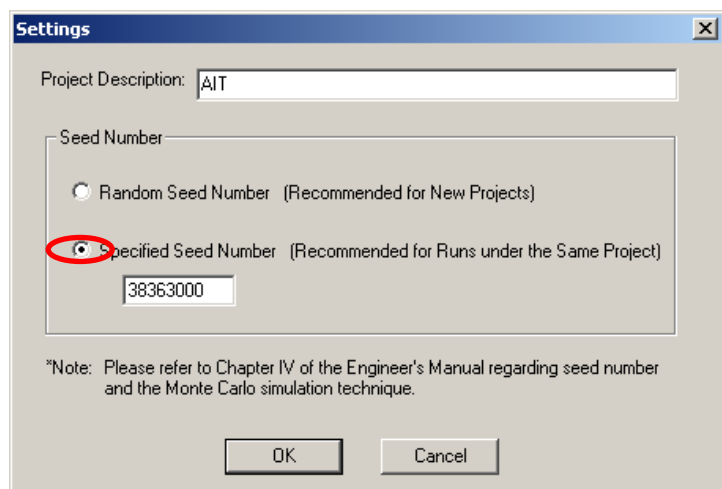 Settings
Project Description: AIT
Seed Number
Random Seed Number (Recommended for New Projects)
Specified Seed Number (Recommended for Runs under the Same Project)
38363000
*Note: Please refer to Chapter IV of the Engineer's Manual regarding seed number
and the Monte Carlo simulation technique.
OK Cancel